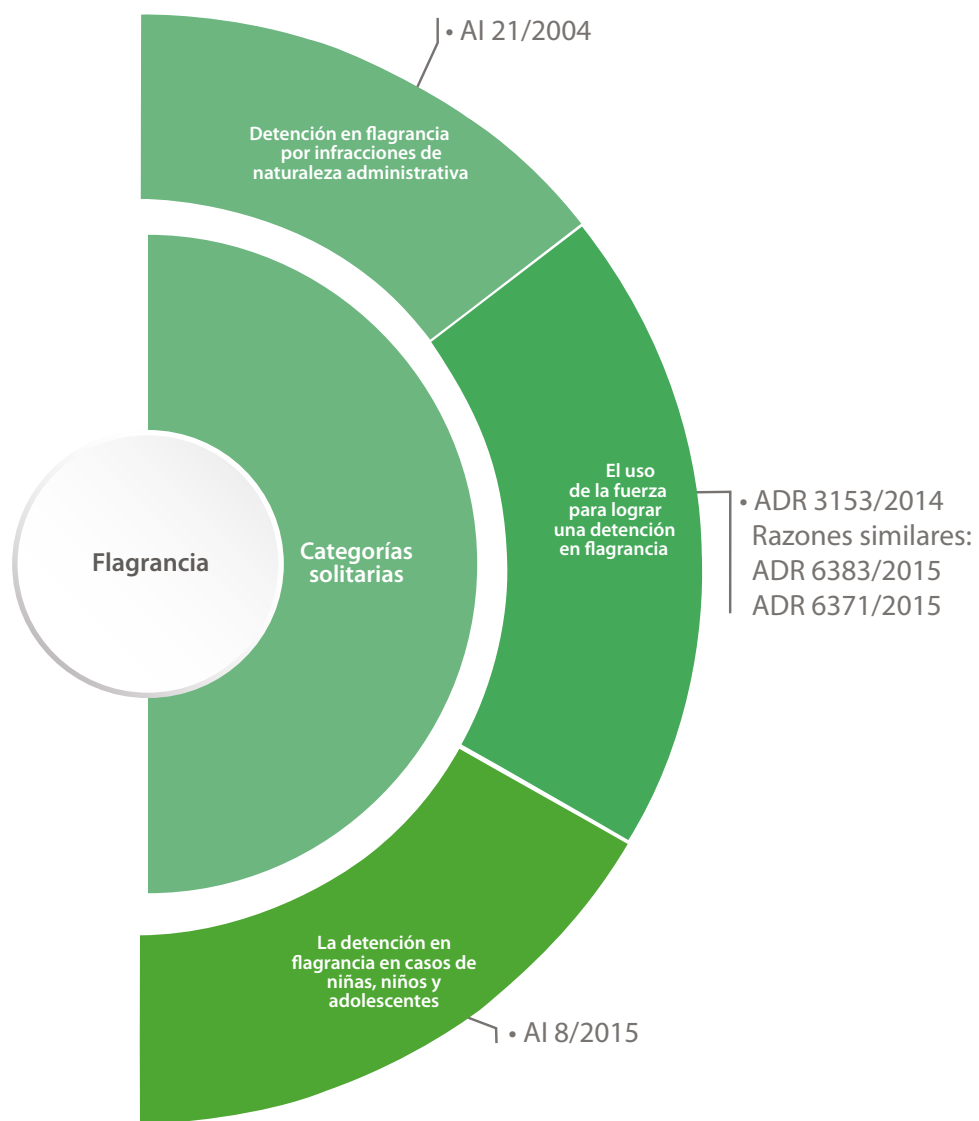 • AI 21/2004
Detención en flagrancia
por infracciones de
naturaleza administrativa
El uso
de la fuerza
para lograr
una detención
en flagrancia
• ADR 3153/2014
Razones similares:
ADR 6383/2015
ADR 6371/2015
Flagrancia
Categorías
solitarias
La detención en
flagrancia en casos de
niñas, niños y
adolescentes
• AI 8/2015